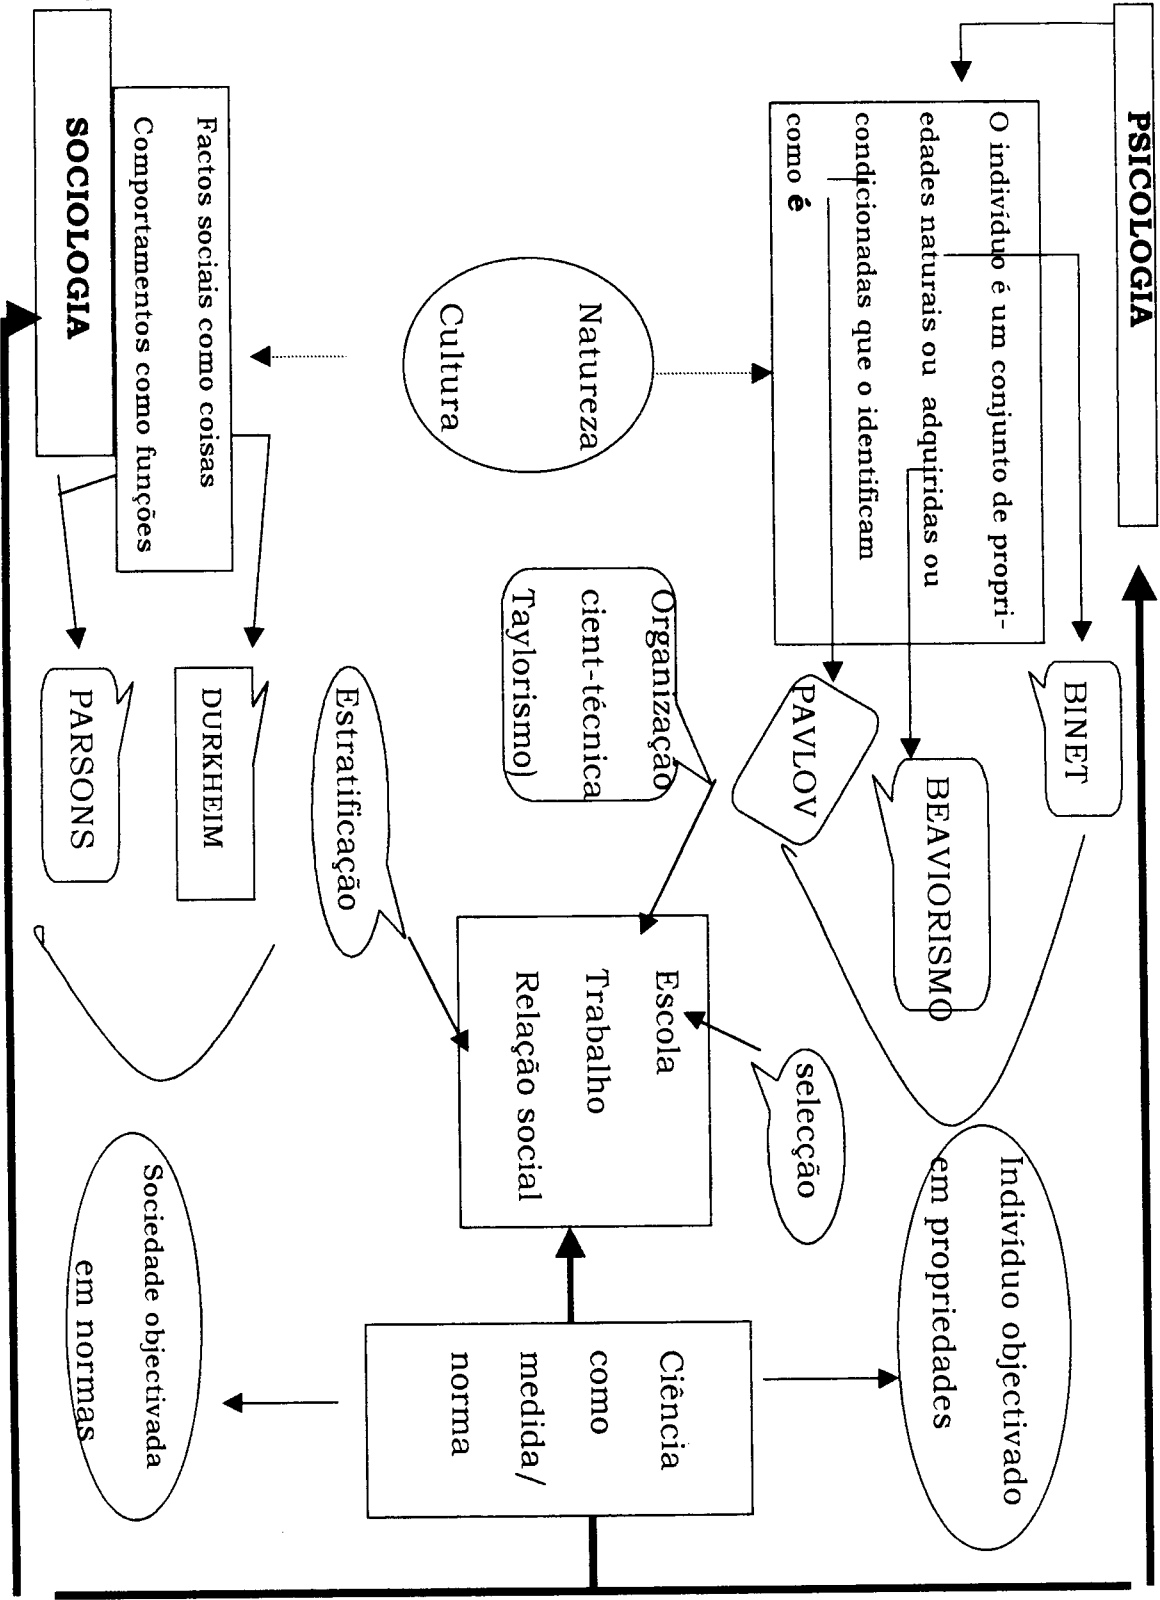 PSICOLOGIA
O indivíduo é um conjunto de propri-
edades naturais ou adquiridas ou
condicionadas que o identificam
como é
BINET
BEAVIORISMO
PAVLOV
Indivíduo objectivado
em propriedades
selecção
Natureza
Cultura
Organização
cient-técnica
Taylorismo)
Escola
Trabalho
Relação social
Ciência
como
medida/
norma
Estratificação
Factos sociais como coisas
Comportamentos como funções
SOCIOLOGIA
DURKHEIM
PARSONS
Sociedade objectivada
em normas